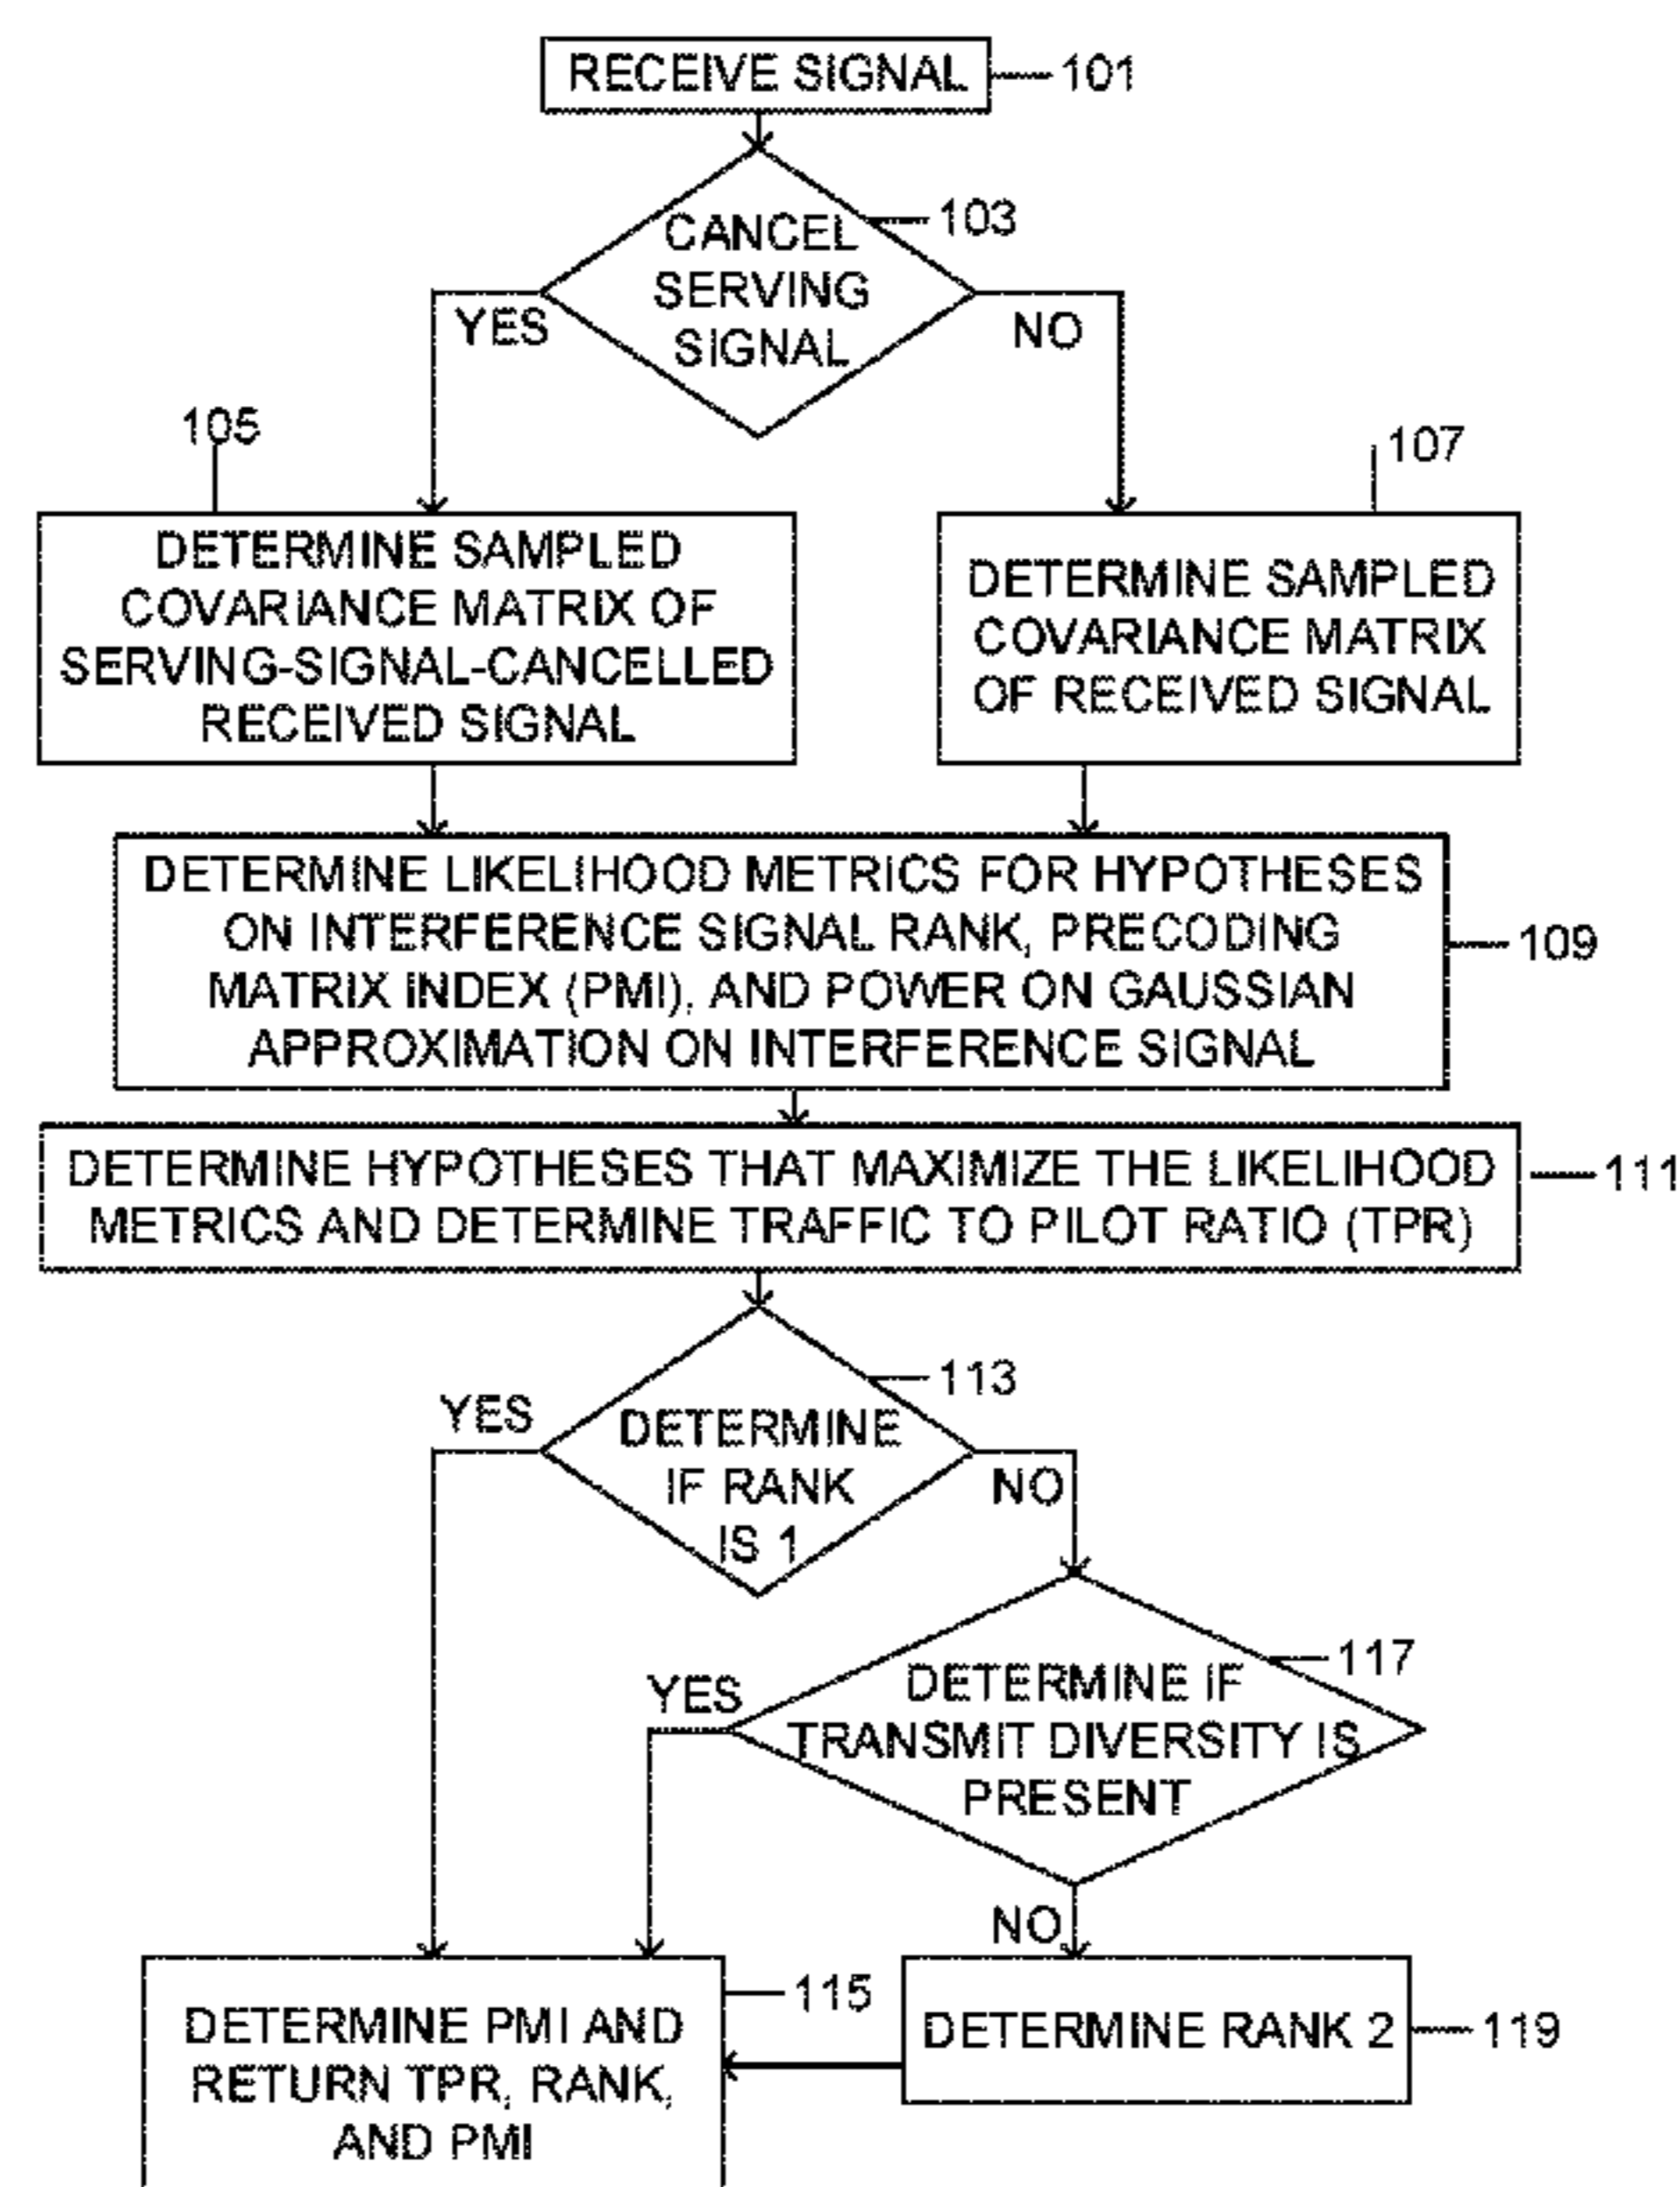 RECEIVE SIGNAL
101
CANCEL
SERVING
SIGNAL
103
YES
NO
105
107
DETERMINE SAMPLED
COVARIANCE MATRIX OF
SERVING-SIGNAL-CANCELLED
RECEIVED SIGNAL
DETERMINE SAMPLED
COVARIANCE MATRIX
OF RECEIVED SIGNAL
DETERMINE LIKELIHOOD METRICS FOR HYPOTHESES
ON INTERFERENCE SIGNAL RANK, PRECODING
MATRIX INDEX (PMI), AND POWER ON GAUSSIAN
APPROXIMATION ON INTERFERENCE SIGNAL
109
DETERMINE HYPOTHESES THAT MAXIMIZE THE LIKELIHOOD
METRICS AND DETERMINE TRAFFIC TO PILOT RATIO (TPR)
111
113
YES
DETERMINE
IF RANK
IS 1
NO
117
YES
DETERMINE IF
TRANSMIT DIVERSITY IS
PRESENT
NO
115
DETERMINE PMI AND
RETURN TPR, RANK,
AND PMI
DETERMINE RANK 2
119